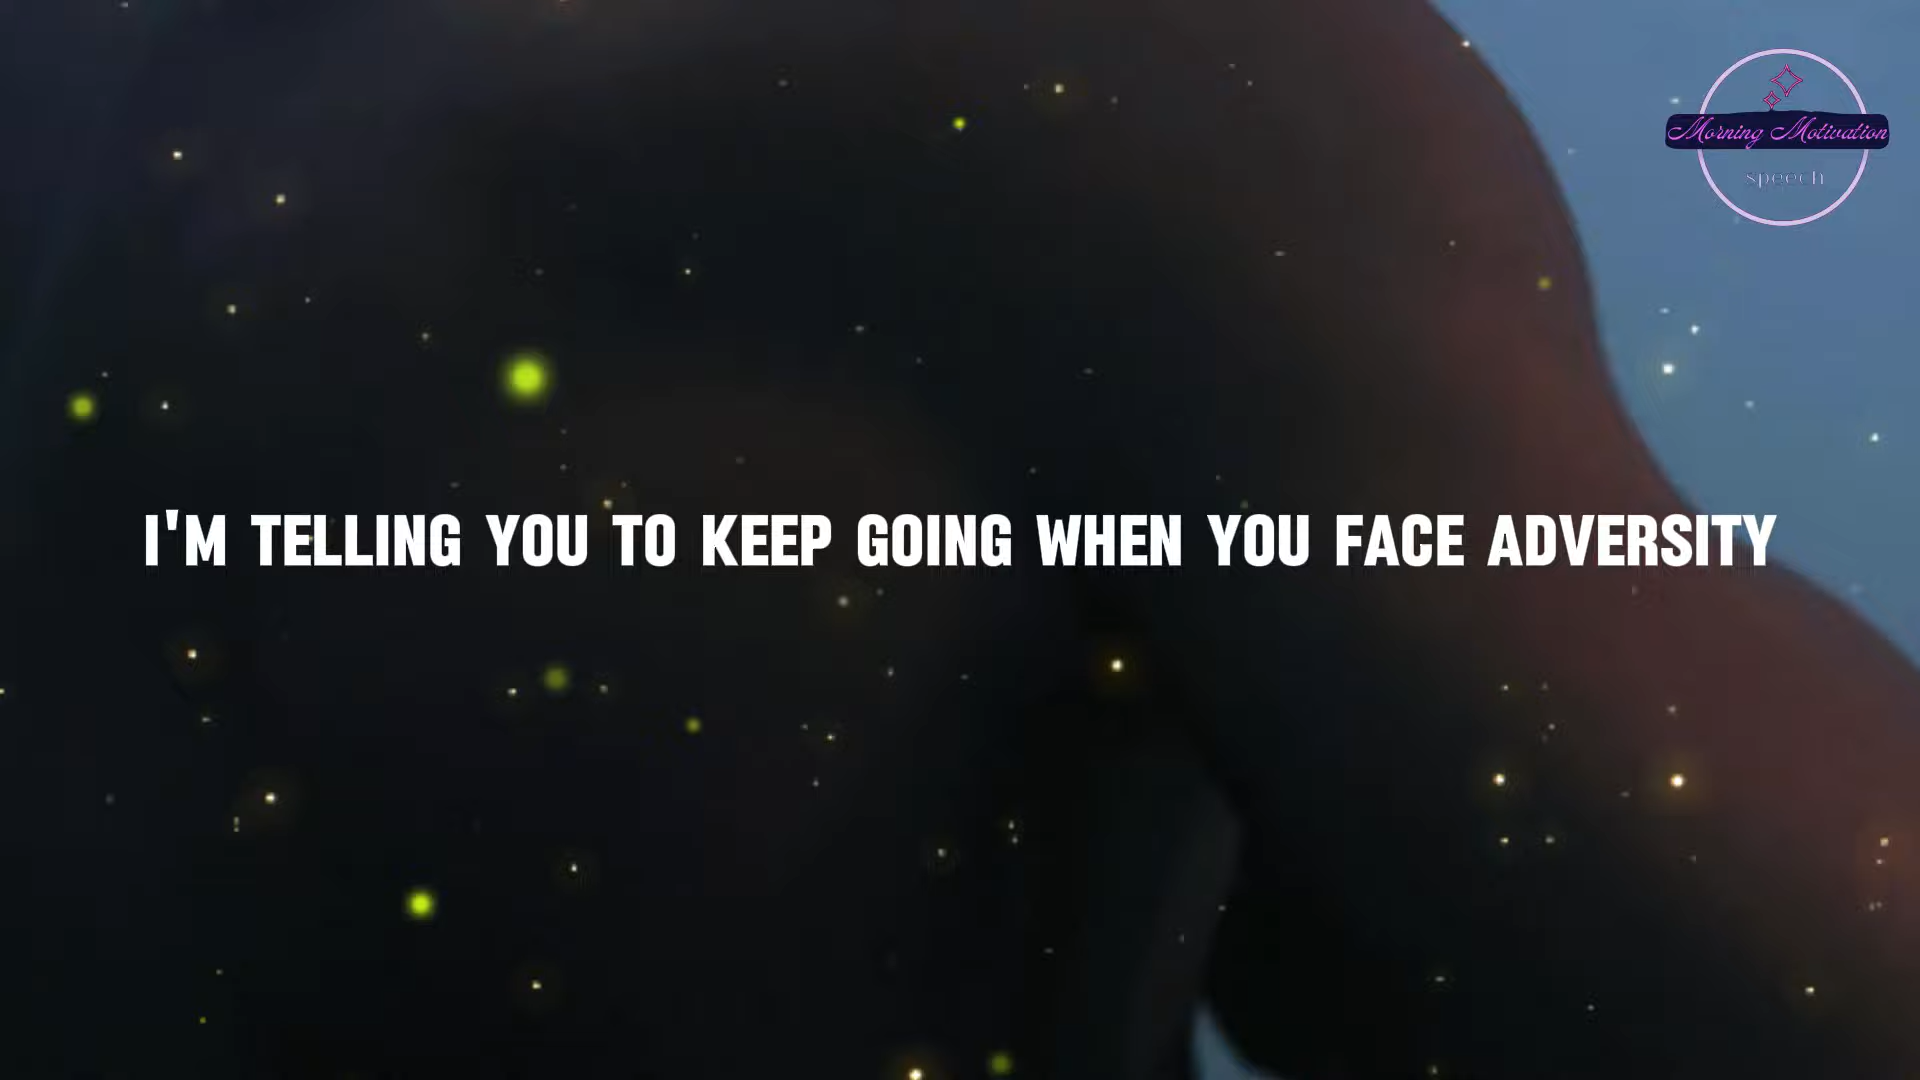 Morning Motivation
speech
I'M TELLING YOU TO KEEP GOING WHEN YOU FACE ADVERSITY